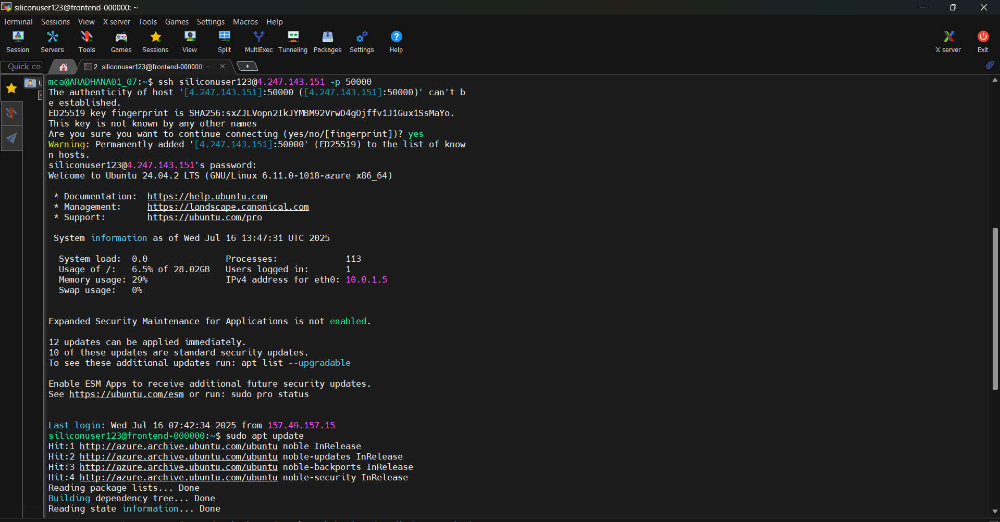 siliconuser123@frontend-000000: ~
Terminal Sessions View X server Tools Games Settings Macros Help
Session Servers Tools Games Sessions View Split MultiExec Tunneling Packages Settings Help X server Exit
Quick co
2. siliconuser123@frontend-000000: ~
mca@ARADHANA01_07:~$ ssh siliconuser123@4.247.143.151 -p 50000
The authenticity of host '[4.247.143.151]:50000 ([4.247.143.151]:50000)' can't b
e established.
ED25519 key fingerprint is SHA256:sxZJLVopn2IkJYMBM92VrwD4gOjffv1J1Gux1SsMaYo.
This key is not known by any other names
Are you sure you want to continue connecting (yes/no/[fingerprint])? yes
Warning: Permanently added '[4.247.143.151]:50000' (ED25519) to the list of know
n hosts.
siliconuser123@4.247.143.151's password:
Welcome to Ubuntu 24.04.2 LTS (GNU/Linux 6.11.0-1018-azure x86_64)
* Documentation: https://help.ubuntu.com
* Management: https://landscape.canonical.com
* Support: https://ubuntu.com/pro
System information as of Wed Jul 16 13:47:31 UTC 2025
System load: 0.0 Processes: 113
Usage of /: 6.5% of 28.02GB Users logged in: 1
Memory usage: 29% IPv4 address for eth0: 10.0.1.5
Swap usage: 0%
Expanded Security Maintenance for Applications is not enabled.
12 updates can be applied immediately.
10 of these updates are standard security updates.
To see these additional updates run: apt list --upgradable
Enable ESM Apps to receive additional future security updates.
See https://ubuntu.com/esm or run: sudo pro status
Last login: Wed Jul 16 07:42:34 2025 from 157.49.157.15
siliconuser123@frontend-000000:~$ sudo apt update
Hit:1 http://azure.archive.ubuntu.com/ubuntu noble InRelease
Hit:2 http://azure.archive.ubuntu.com/ubuntu noble-updates InRelease
Hit:3 http://azure.archive.ubuntu.com/ubuntu noble-backports InRelease
Hit:4 http://azure.archive.ubuntu.com/ubuntu noble-security InRelease
Reading package lists... Done
Building dependency tree... Done
Reading state information... Done